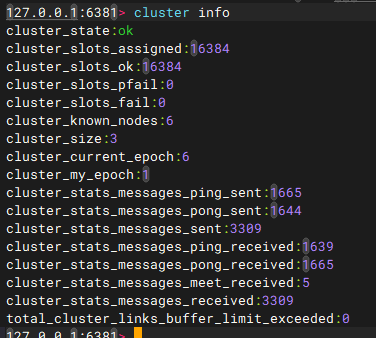 127.0.0.1:6381> cluster info
cluster_state:ok
cluster_slots_assigned:16384
cluster_slots_ok:16384
cluster_slots_pfail:0
cluster_slots_fail:0
cluster_known_nodes:6
cluster_size:3
cluster_current_epoch:6
cluster_my_epoch:1
cluster_stats_messages_ping_sent:1665
cluster_stats_messages_pong_sent:1644
cluster_stats_messages_sent:3309
cluster_stats_messages_ping_received:1639
cluster_stats_messages_pong_received:1665
cluster_stats_messages_meet_received:5
cluster_stats_messages_received:3309
total_cluster_links_buffer_limit_exceeded:0
127.0.0.1:6381>